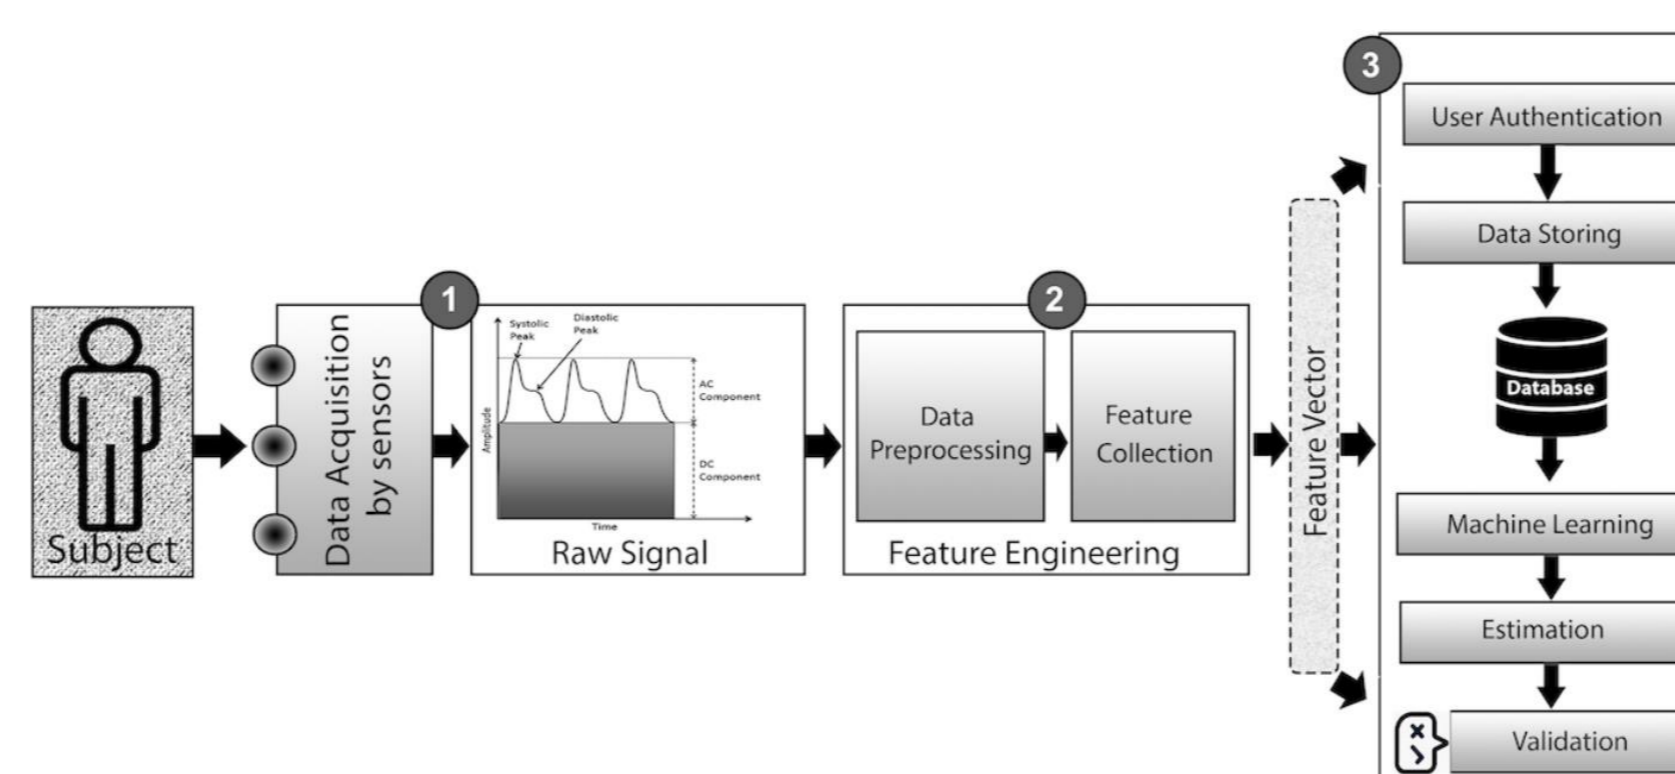 Subject
Data Acquisition
by sensors
1
Systolic
Peak
Diastolic
Peak
Amplitude
AC
Component
DC
Component
Time
Raw Signal
2
Data
Preprocessing
Feature
Collection
Feature Engineering
Feature Vector
3
User Authentication
Data Storing
Database
Machine Learning
Estimation
Validation